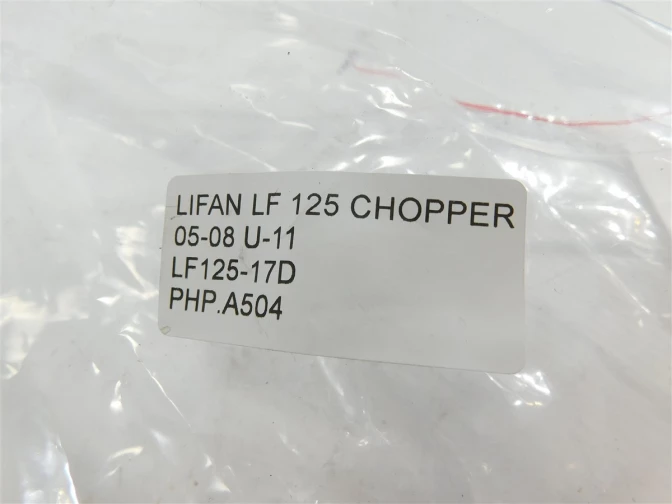 LIFAN LF 125 CHOPPER
05-08 U-11
LF125-17D
PHP.A504